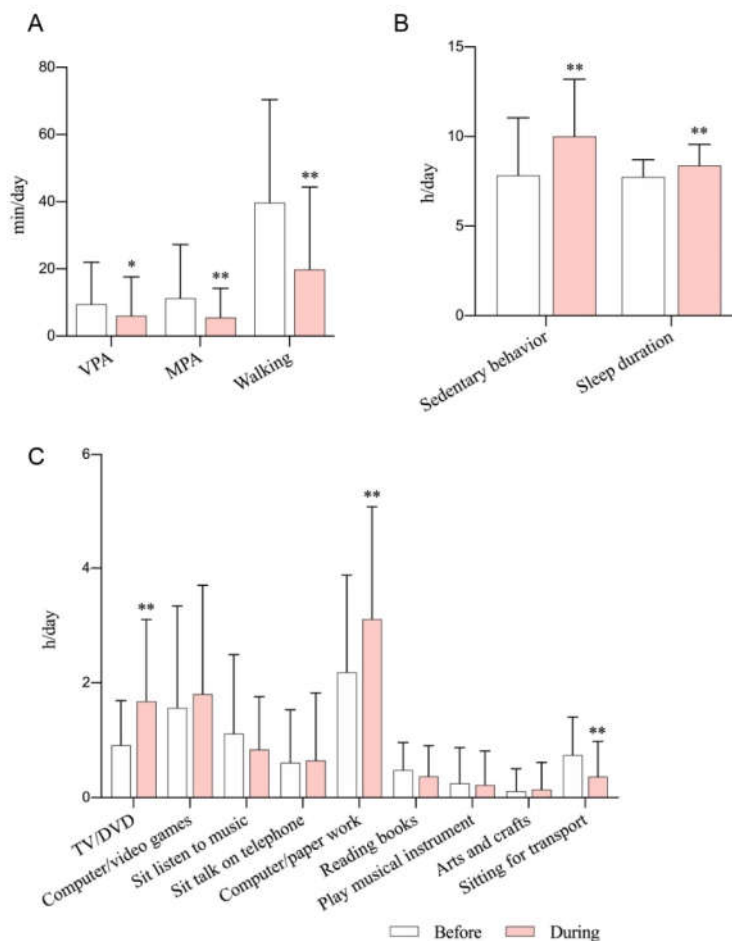 A
80
60
40
20
0
min/day
*
**
**
VPA
MPA
Walking
B
15
10
5
0
h/day
**
**
Sedentary behavior
Sleep duration
C
6
4
2
0
h/day
**
**
**
TV/DVD
Computer/video games
Sit listen to music
Sit talk on telephone
Computer/paper work
Reading books
Play musical instrument
Arts and crafts
Sitting for transport
Before
During